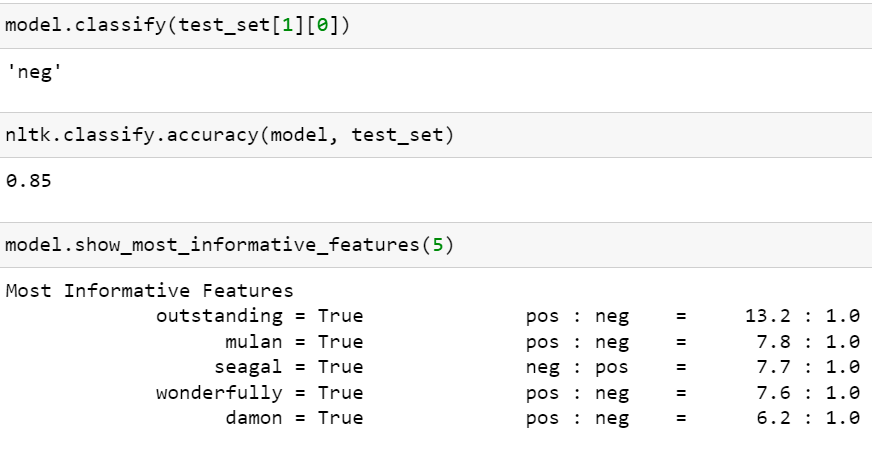 model.classify(test_set[1][0])
'neg'
nltk.classify.accuracy(model, test_set)
0.85
model.show_most_informative_features(5)
Most Informative Features
outstanding = True pos : neg = 13.2 : 1.0
mulan = True pos : neg = 7.8 : 1.0
seagal = True neg : pos = 7.7 : 1.0
wonderfully = True pos : neg = 7.6 : 1.0
damon = True pos : neg = 6.2 : 1.0